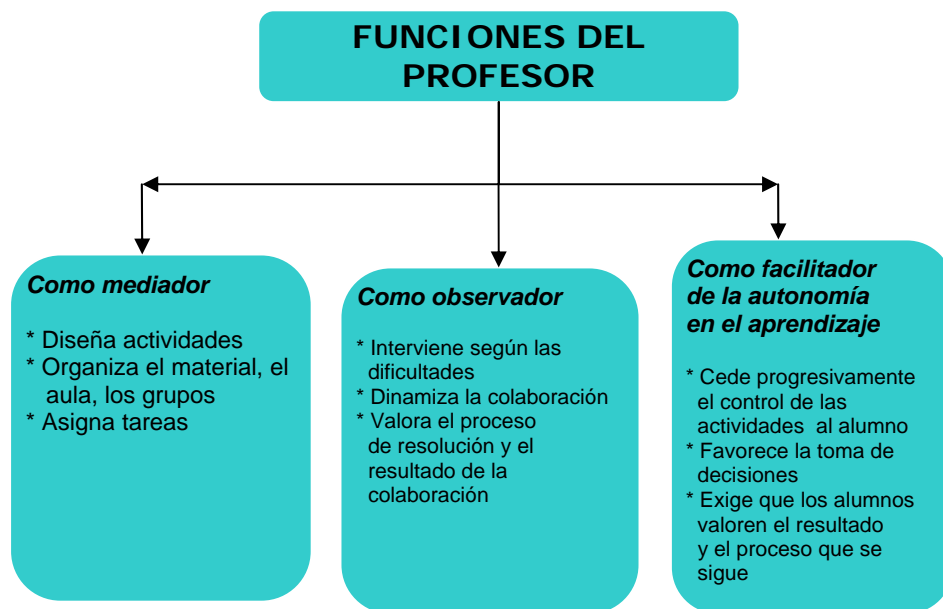 FUNCIONES DEL
PROFESOR
Como mediador
* Diseña actividades
* Organiza el material, el
aula, los grupos
* Asigna tareas
Como observador
* Interviene según las
dificultades
* Dinamiza la colaboración
* Valora el proceso
de resolución y el
resultado de la
colaboración
Como facilitador
de la autonomía
en el aprendizaje
* Cede progresivamente
el control de las
actividades al alumno
* Favorece la toma de
decisiones
* Exige que los alumnos
valoren el resultado
y el proceso que se
sigue